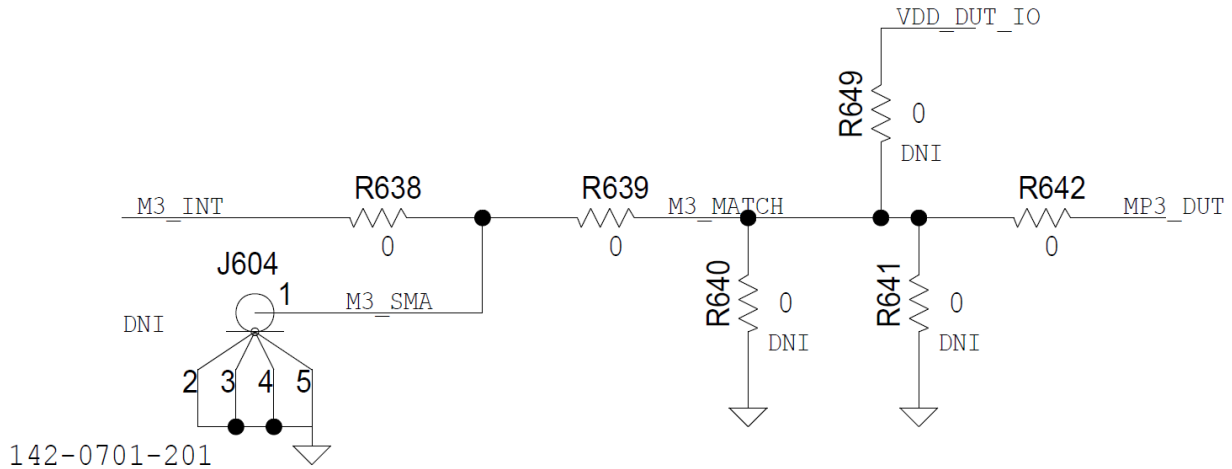 VDD_DUT_IO
R649
0
DNI
M3_INT
R638
0
R639
0
M3_MATCH
R642
0
MP3_DUT
J604
1
M3_SMA
DNI
R640
0
DNI
R641
0
DNI
2 3 4 5
142-0701-201